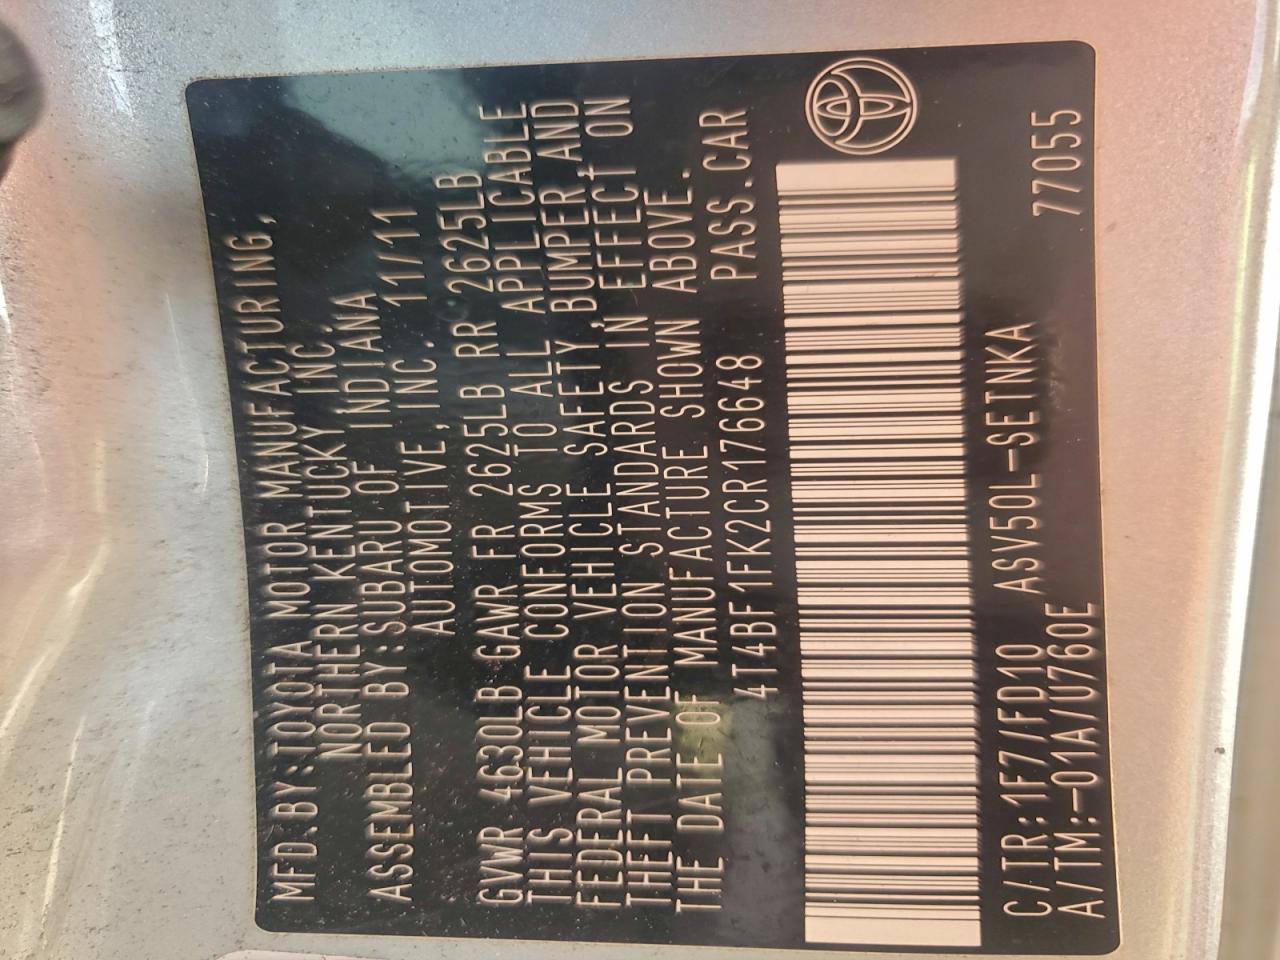 MFD.BY:TOYOTA MOTOR MANUFACTURING,
NORTHERN KENTUCKY, INC.
ASSEMBLED BY:SUBARU OF INDIANA
AUTOMOTIVE,INC. 11/11
GVWR 4630LB GAWR FR 2625LB RR 2625LB
THIS VEHICLE CONFORMS TO ALL APPLICABLE
FEDERAL MOTOR VEHICLE SAFETY, BUMPER,AND
THEFT PREVENTION STANDARDS IN EFFECT ON
THE DATE OF MANUFACTURE SHOWN ABOVE.
4T4BF1FK2CR176648 PASS.CAR
C/TR:1F7/FD10 ASV50L-SETNKA 77055
A/TM:-01A/U760E